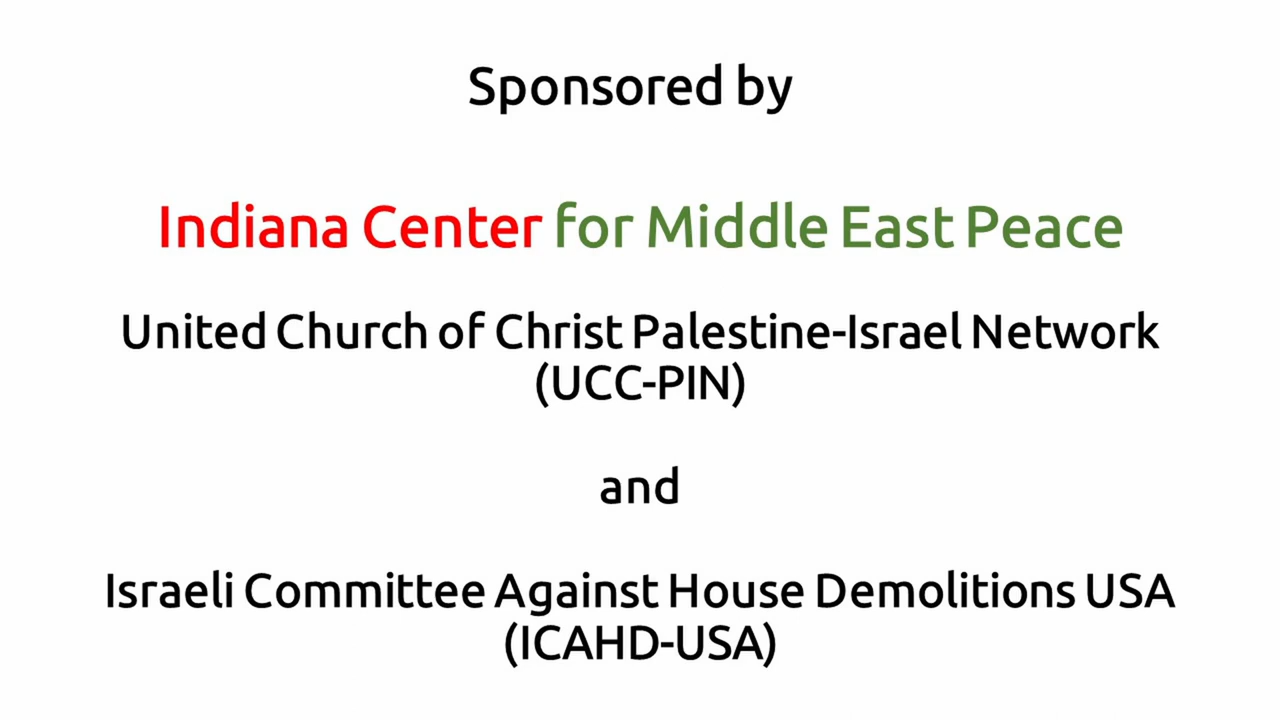 Sponsored by
Indiana Center for Middle East Peace
United Church of Christ Palestine-Israel Network
(UCC-PIN)
and
Israeli Committee Against House Demolitions USA
(ICAHD-USA)